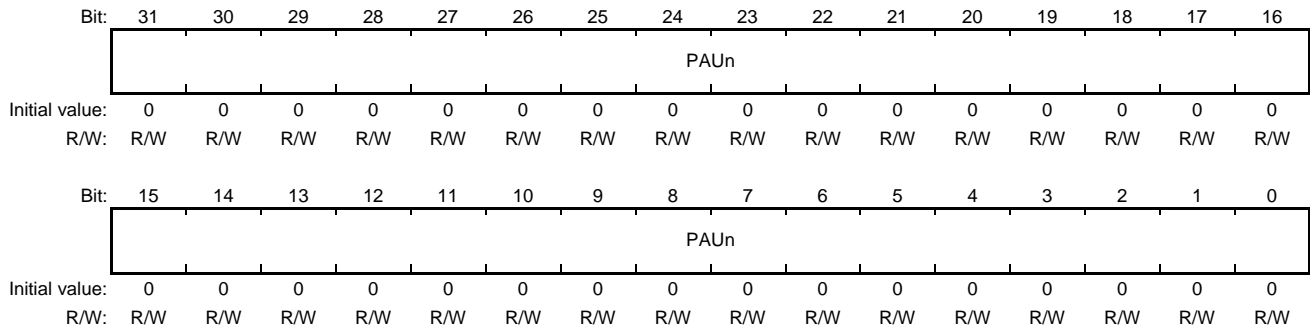 Bit: 31 30 29 28 27 26 25 24 23 22 21 20 19 18 17 16
PAUn
Initial value: 0 0 0 0 0 0 0 0 0 0 0 0 0 0 0 0
R/W: R/W R/W R/W R/W R/W R/W R/W R/W R/W R/W R/W R/W R/W R/W R/W R/W
Bit: 15 14 13 12 11 10 9 8 7 6 5 4 3 2 1 0
PAUn
Initial value: 0 0 0 0 0 0 0 0 0 0 0 0 0 0 0 0
R/W: R/W R/W R/W R/W R/W R/W R/W R/W R/W R/W R/W R/W R/W R/W R/W R/W